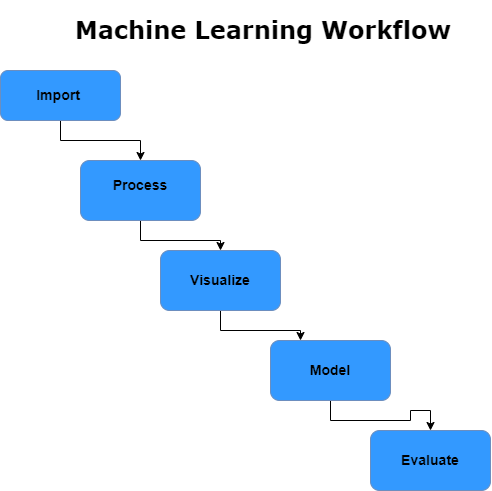 Machine Learning Workflow
Import
Process
Visualize
Model
Evaluate